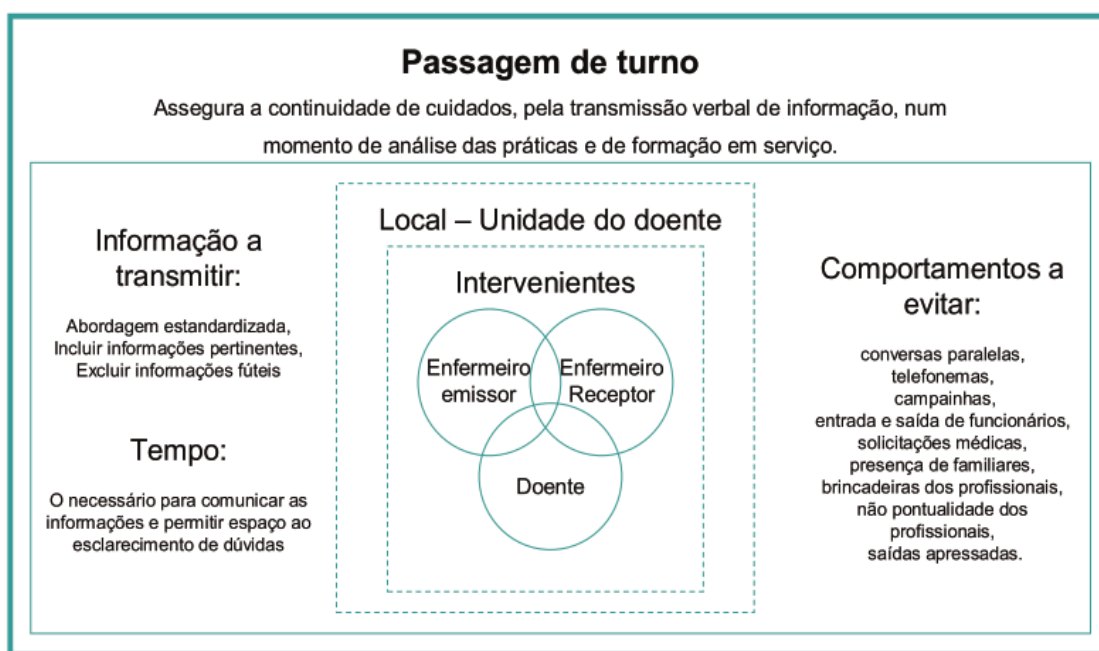 Passagem de turno
Assegura a continuidade de cuidados, pela transmissão verbal de informação, num
momento de análise das práticas e de formação em serviço.
Informação a
transmitir:
Abordagem estandardizada,
Incluir informações pertinentes,
Excluir informações fúteis
Tempo:
O necessário para comunicar as
informações e permitir espaço ao
esclarecimento de dúvidas
Local – Unidade do doente
Intervenientes
Enfermeiro
emissor
Enfermeiro
Receptor
Doente
Comportamentos a
evitar:
conversas paralelas,
telefonemas,
campainhas,
entrada e saída de funcionários,
solicitações médicas,
presença de familiares,
brincadeiras dos profissionais,
não pontualidade dos
profissionais,
saídas apressadas.